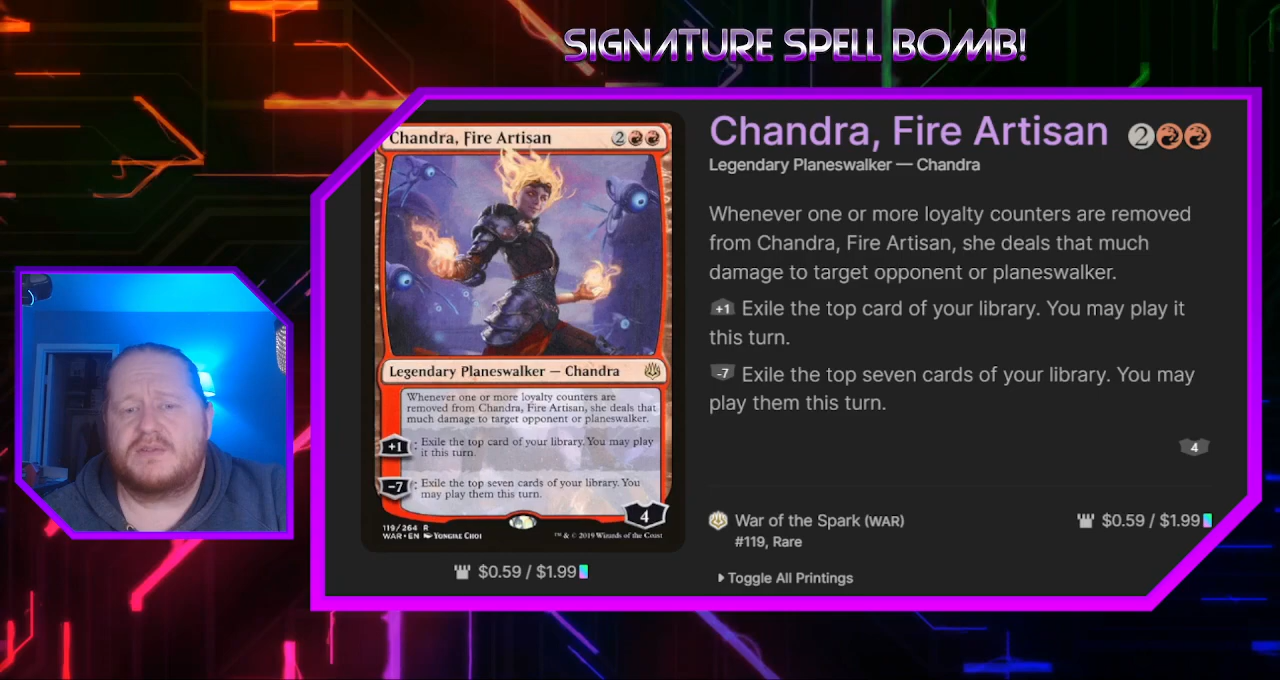 SIGNATURE SPELL BOMB!
Chandra, Fire Artisan 2
Legendary Planeswalker — Chandra
Whenever one or more loyalty counters are
removed from Chandra, Fire Artisan, she deals that
much damage to target opponent or planeswalker.
+1 : Exile the top card of your library. You may play
it this turn.
-7 : Exile the top seven cards of your library. You
may play them this turn.
4
119/264 R
WAR • EN YONGJAE CHOI
™ & © 2019 Wizards of the Coast
$0.59 / $1.99
Chandra, Fire Artisan 2
Legendary Planeswalker — Chandra
Whenever one or more loyalty counters are removed
from Chandra, Fire Artisan, she deals that much
damage to target opponent or planeswalker.
+1 Exile the top card of your library. You may play it
this turn.
-7 Exile the top seven cards of your library. You may
play them this turn.
4
War of the Spark (WAR) $0.59 / $1.99
#119, Rare
Toggle All Printings